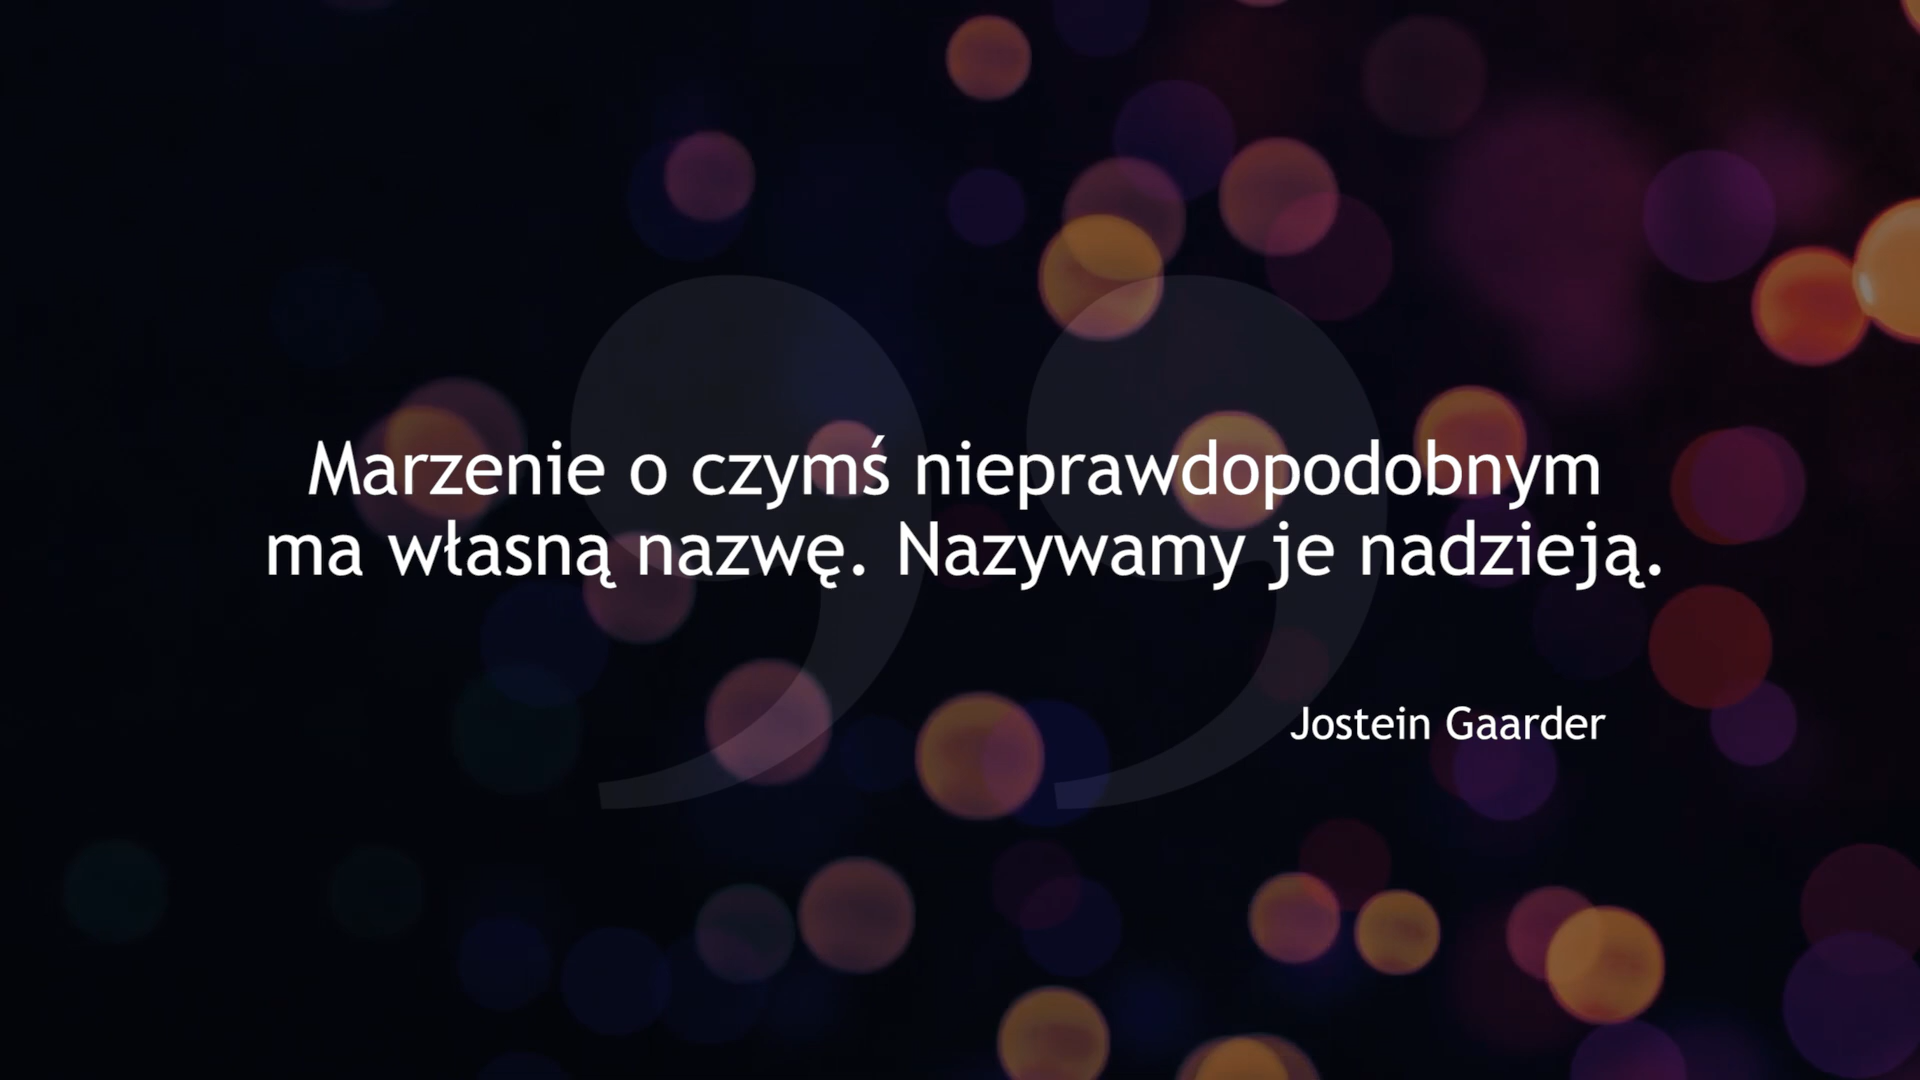 Marzenie o czymś nieprawdopodobnym
ma własną nazwę. Nazywamy je nadzieją.
Jostein Gaarder